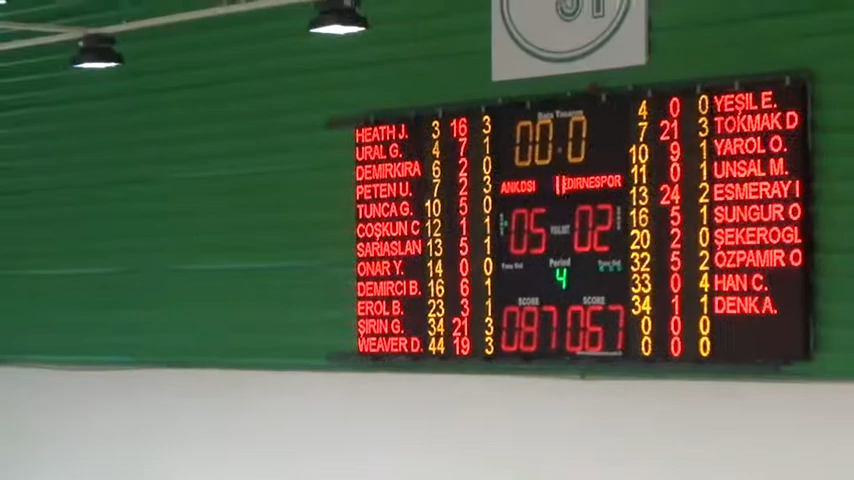 HEATH J. 3 16 3
URAL G. 4 7 1
DEMIRKIRA 6 2 0
PETEN U. 7 2 3
TUNCA G. 10 5 0
COŞKUN C 12 1 1
SARIASLAN 13 5 1
ONAR Y. 14 0 0
DEMIRCI B. 16 6 1
EROL B. 23 3 1
ŞIRIN G. 34 21 3
WEAVER D. 44 19 3
00:0
ANKDSI EDIRNESPOR
05 02
Time Out Period Time Out
4
SCORE SCORE
087 067
4 0 0 YEŞIL E.
7 21 3 TOKMAK D
10 9 1 YAROL O.
11 0 1 UNSAL M.
13 24 2 ESMERAY I
16 5 1 SUNGUR O
20 2 0 ŞEKEROGL
32 5 2 ÖZPAMIR O
33 0 4 HAN C.
34 1 1 DENK A.
0 0 0
0 0 0